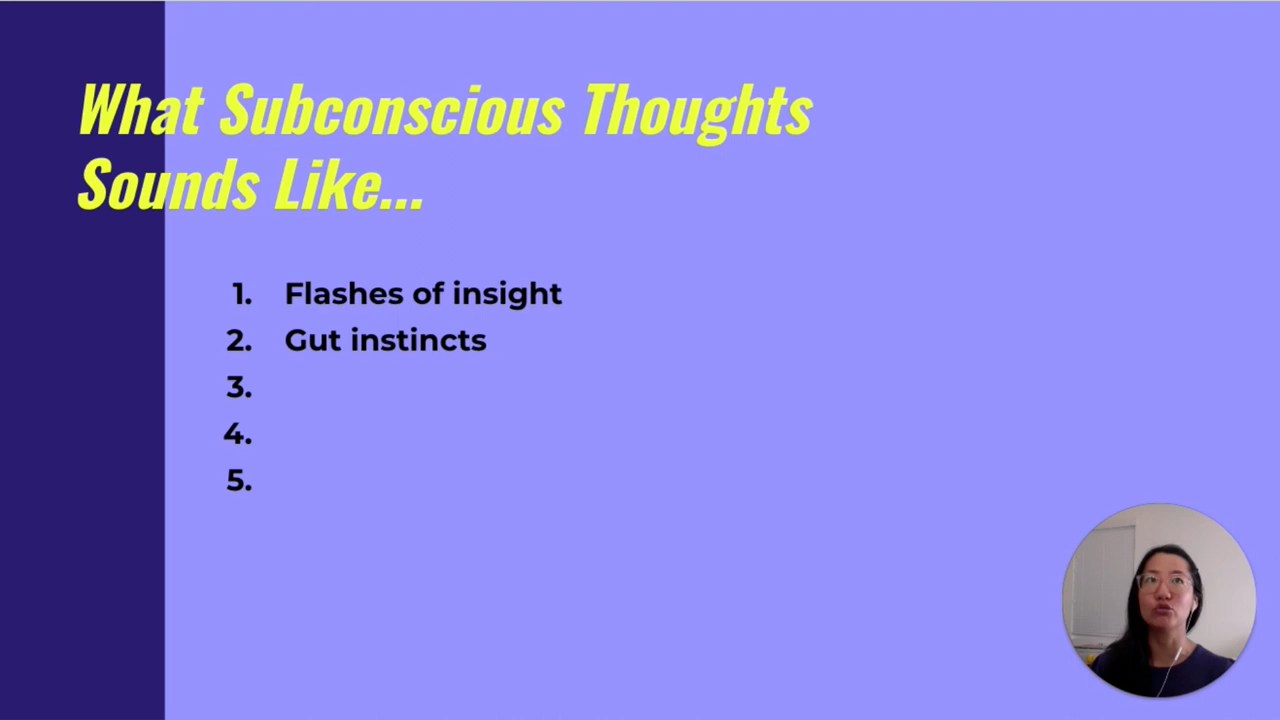 What Subconscious Thoughts
Sounds Like...
1. Flashes of insight
2. Gut instincts
3.
4.
5.